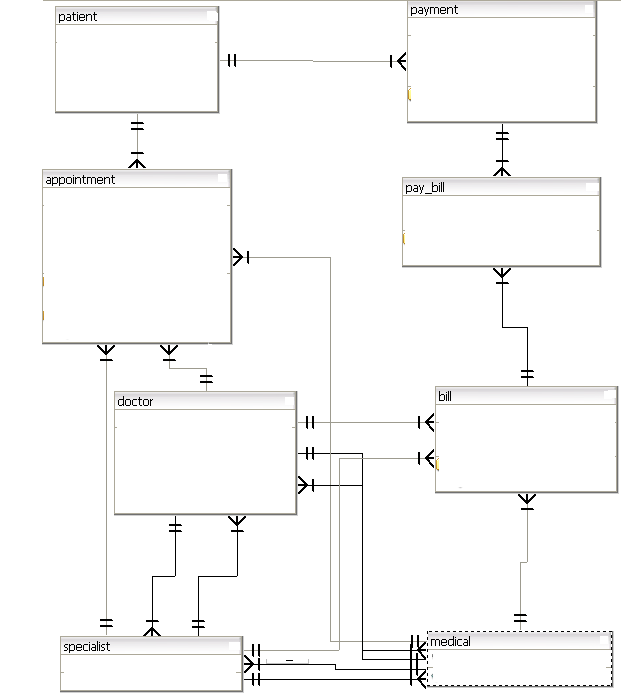 patient
payment
appointment
pay_bill
doctor
bill
specialist
medical